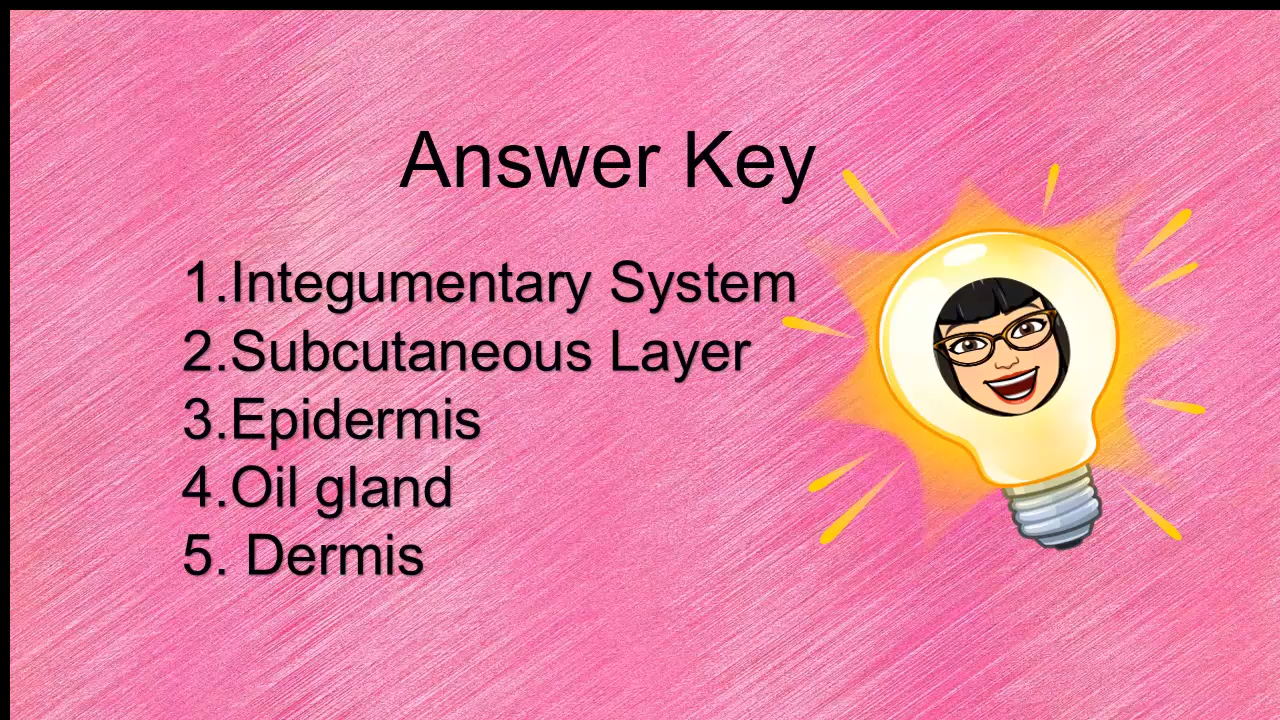 Answer Key
1.Integumentary System
2.Subcutaneous Layer
3.Epidermis
4.Oil gland
5. Dermis